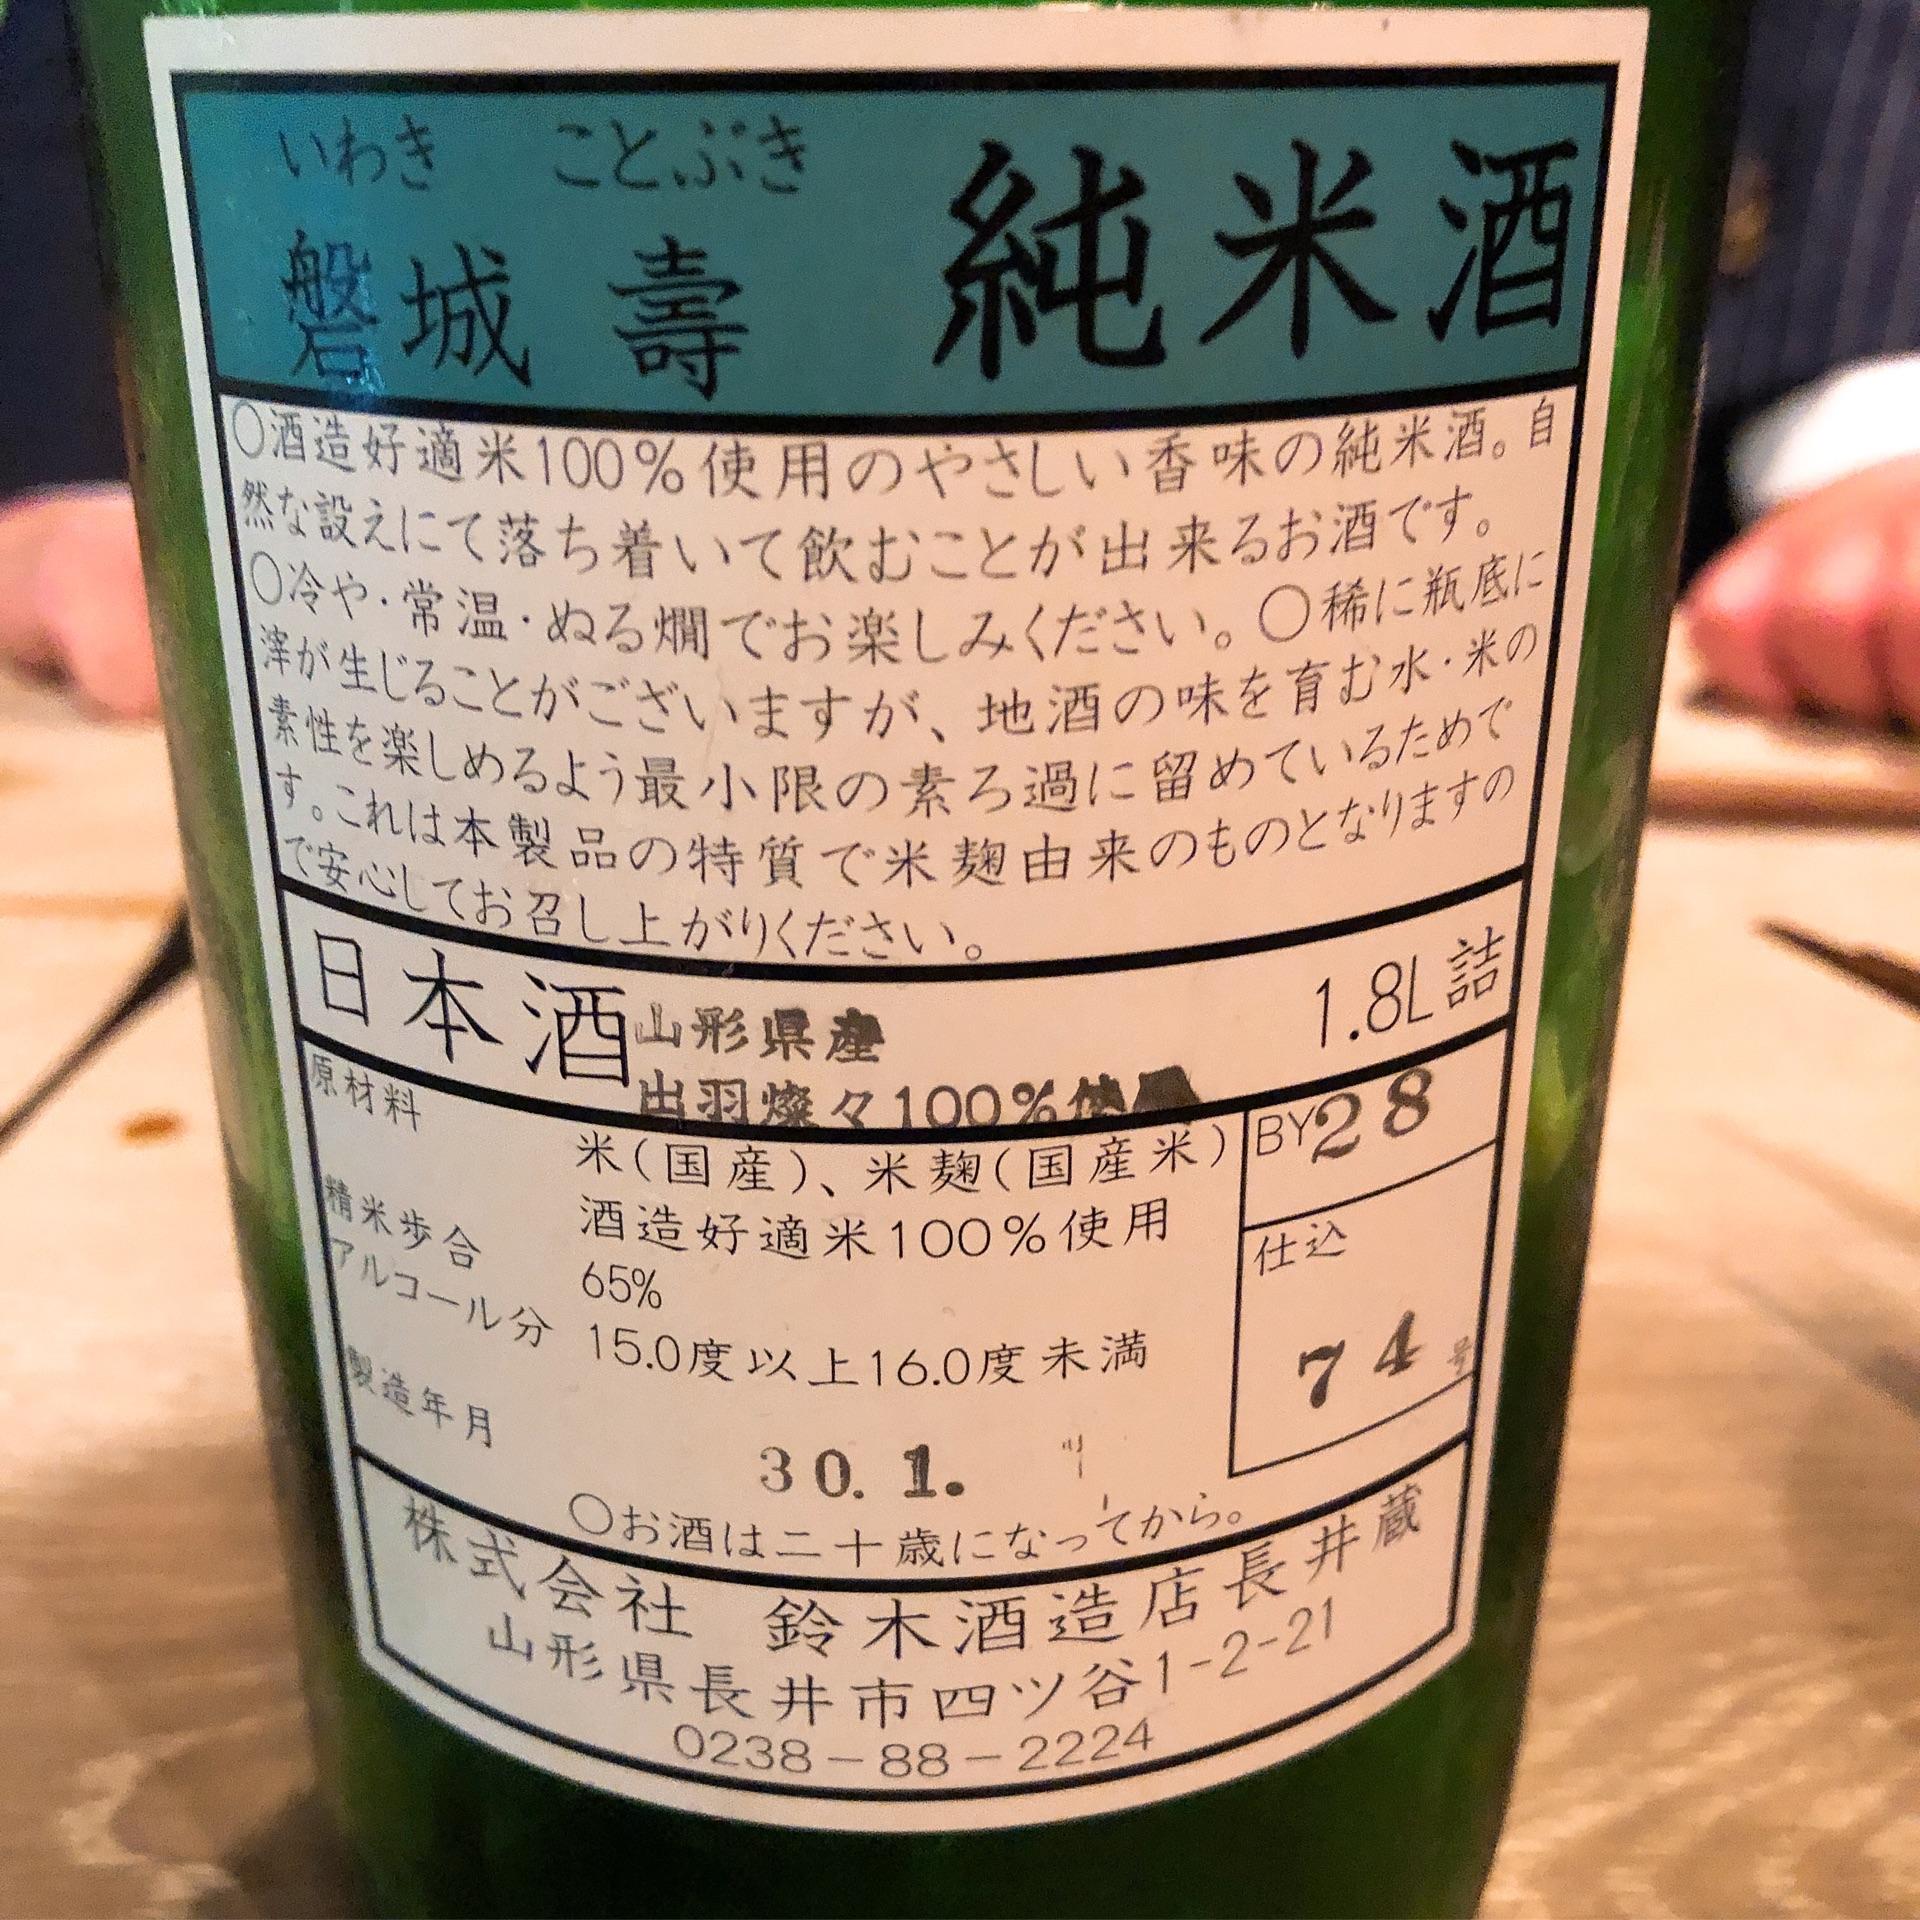 いわき ことぶき
磐城 壽 純米酒
○酒造好適米100%使用のやさしい香味の純米酒。自
然な設えにて落ち着いて飲むことが出来るお酒です。
○冷や・常温・ぬる燗でお楽しみください。○稀に瓶底に
滓が生じることがございますが、地酒の味を育む水・米の
素性を楽しめるよう最小限の素ろ過に留めているためで
す。これは本製品の特質で米麹由来のものとなりますの
で安心してお召し上がりください。
日本酒 山形県産 1.8L詰
出羽燦々100%使用
原材料 米(国産)、米麹(国産米) BY28
酒造好適米100%使用
精米歩合 65% 仕込
アルコール分 15.0度以上16.0度未満 74号
製造年月 30.1.
○お酒は二十歳になってから。
株式会社 鈴木酒造店長井蔵
山形県長井市四ツ谷1-2-21
0238-88-2224